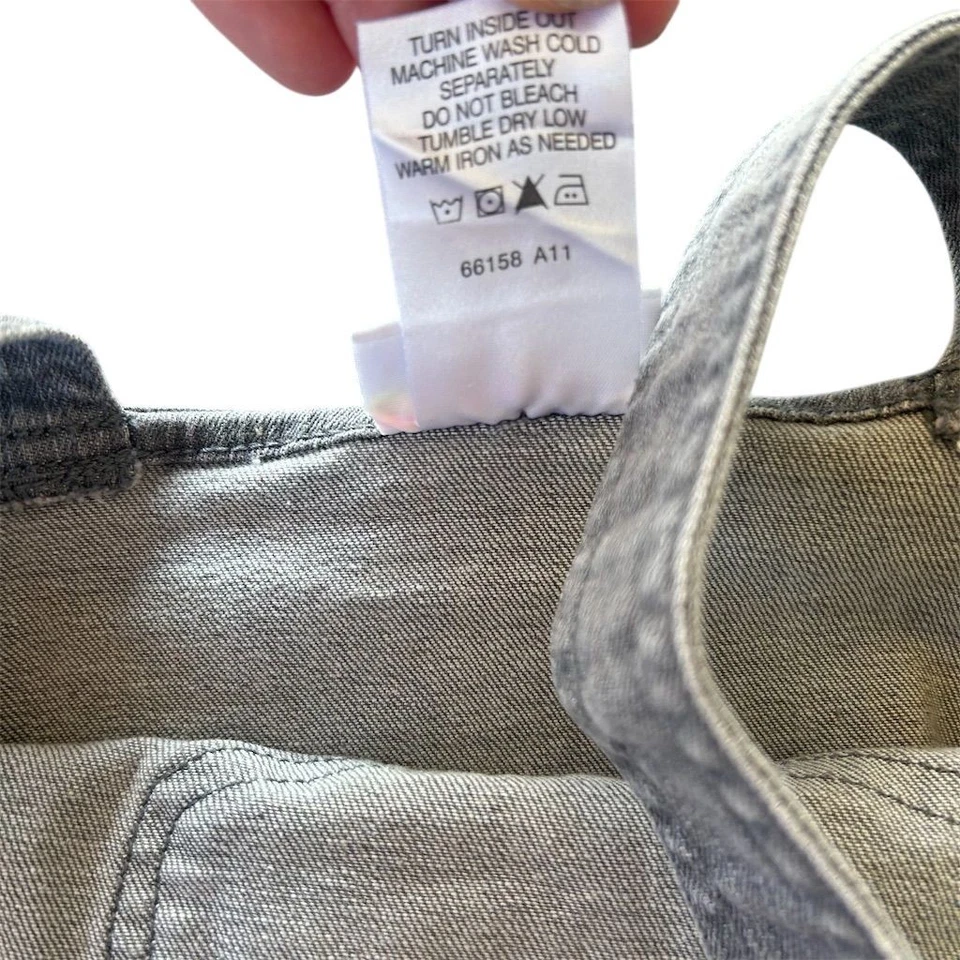 TURN INSIDE OUT
MACHINE WASH COLD
SEPARATELY
DO NOT BLEACH
TUMBLE DRY LOW
WARM IRON AS NEEDED
66158 A11